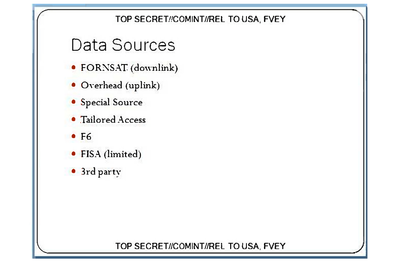 TOP SECRET//COMINT//REL TO USA, FVEY
Data Sources
• FORNSAT (downlink)
• Overhead (uplink)
• Special Source
• Tailored Access
• F6
• FISA (limited)
• 3rd party
TOP SECRET//COMINT//REL TO USA, FVEY